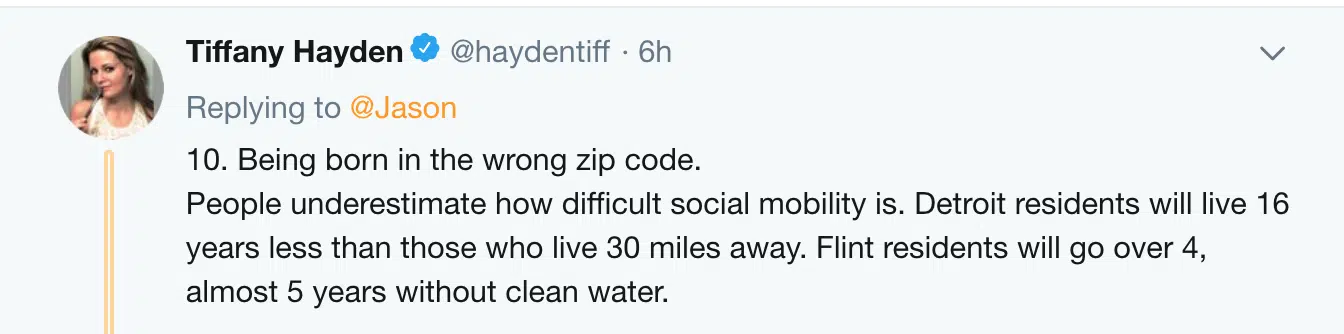 Tiffany Hayden @haydentiff · 6h
Replying to @Jason
10. Being born in the wrong zip code.
People underestimate how difficult social mobility is. Detroit residents will live 16
years less than those who live 30 miles away. Flint residents will go over 4,
almost 5 years without clean water.